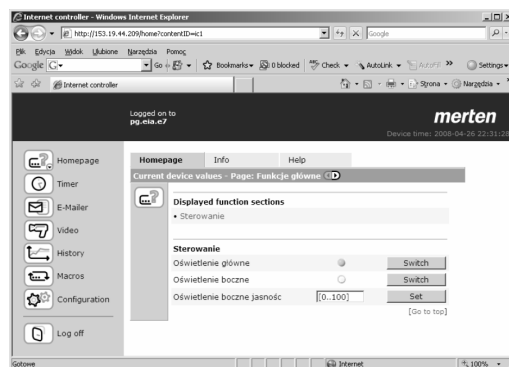 Internet controller - Windows Internet Explorer
http://153.19.44.209/home?contentID=ic1
Google
Plik Edycja Widok Ulubione Narzędzia Pomoc
Google G Go Bookmarks 0 blocked Check AutoLink AutoFill Settings
Internet controller
Strona Narzędzia
Logged on to
pg.eia.e7
merten
Device time: 2008-04-26 22:31:28
Homepage
Timer
E-Mailer
Video
History
Macros
Configuration
Log off
Homepage Info Help
Current device values - Page: Funkcje główne
Displayed function sections
• Sterowanie
Sterowanie
Oświetlenie główne Switch
Oświetlenie boczne Switch
Oświetlenie boczne jasność [0..100] Set
[Go to top]
Gotowe
Internet
100%